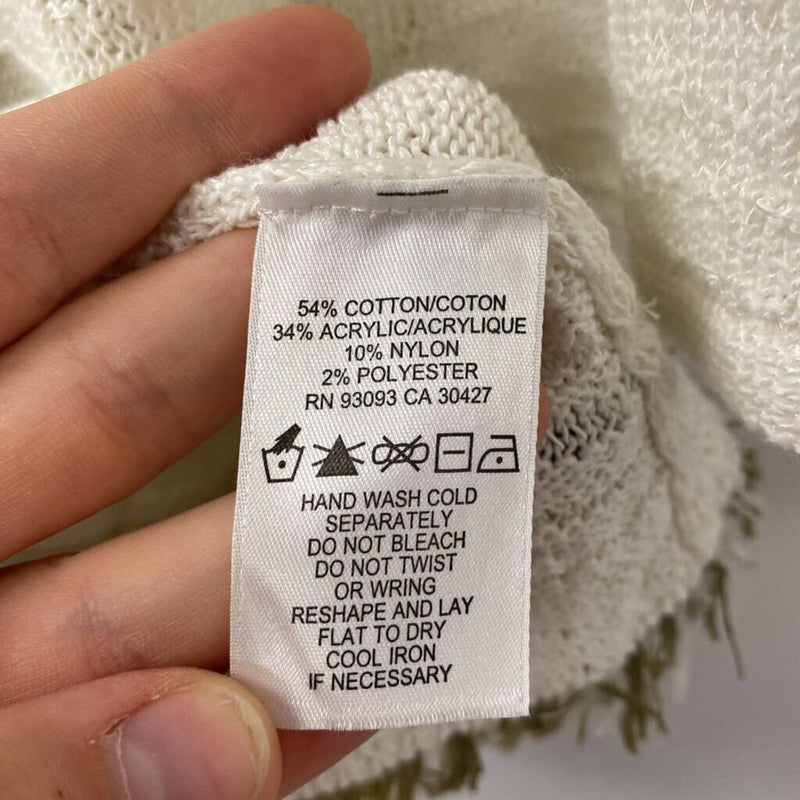 54% COTTON/COTON
34% ACRYLIC/ACRYLIQUE
10% NYLON
2% POLYESTER
RN 93093 CA 30427
HAND WASH COLD
SEPARATELY
DO NOT BLEACH
DO NOT TWIST
OR WRING
RESHAPE AND LAY
FLAT TO DRY
COOL IRON
IF NECESSARY